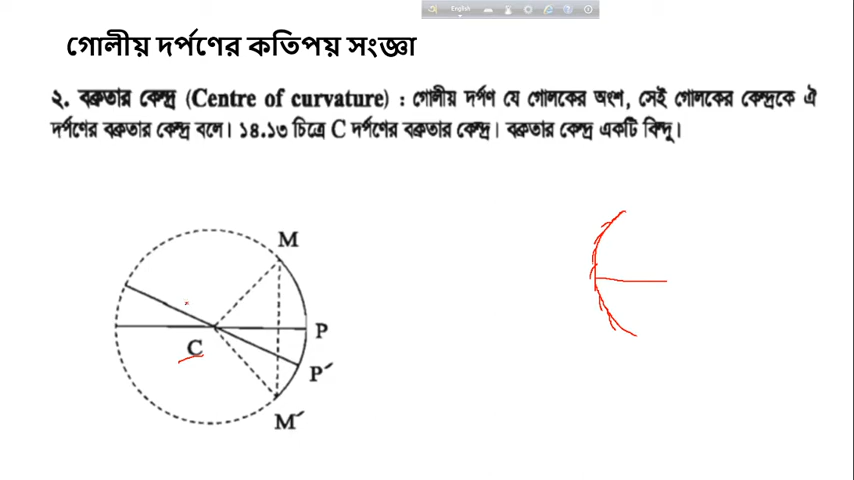 English
গোলীয় দর্পণের কতিপয় সংজ্ঞা
২. বক্রতার কেন্দ্র (Centre of curvature) : গোলীয় দর্পণ যে গোলকের অংশ, সেই গোলকের কেন্দ্রকে ঐ
দর্পণের বক্রতার কেন্দ্র বলে। ১৪.১৩ চিত্রে C দর্পণের বক্রতার কেন্দ্র। বক্রতার কেন্দ্র একটি বিন্দু।
M
P
C
P′
M′